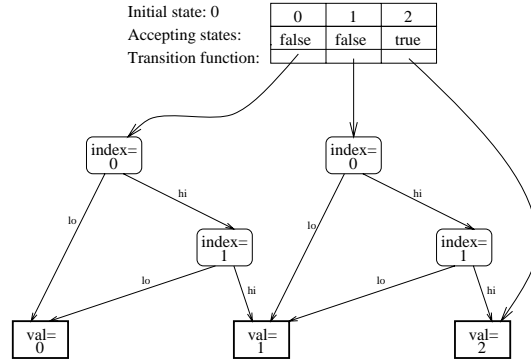 Initial state: 0
0 1 2
Accepting states:
false false true
Transition function:
index=
0
index=
0
lo
hi
lo
hi
index=
1
index=
1
lo
hi
lo
hi
val=
0
val=
1
val=
2